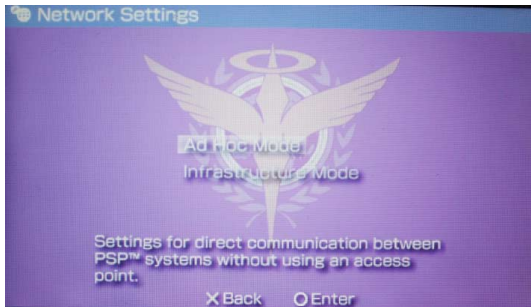 Network Settings
Ad Hoc Mode
Infrastructure Mode
Settings for direct communication between
PSP™ systems without using an access
point.
X Back O Enter